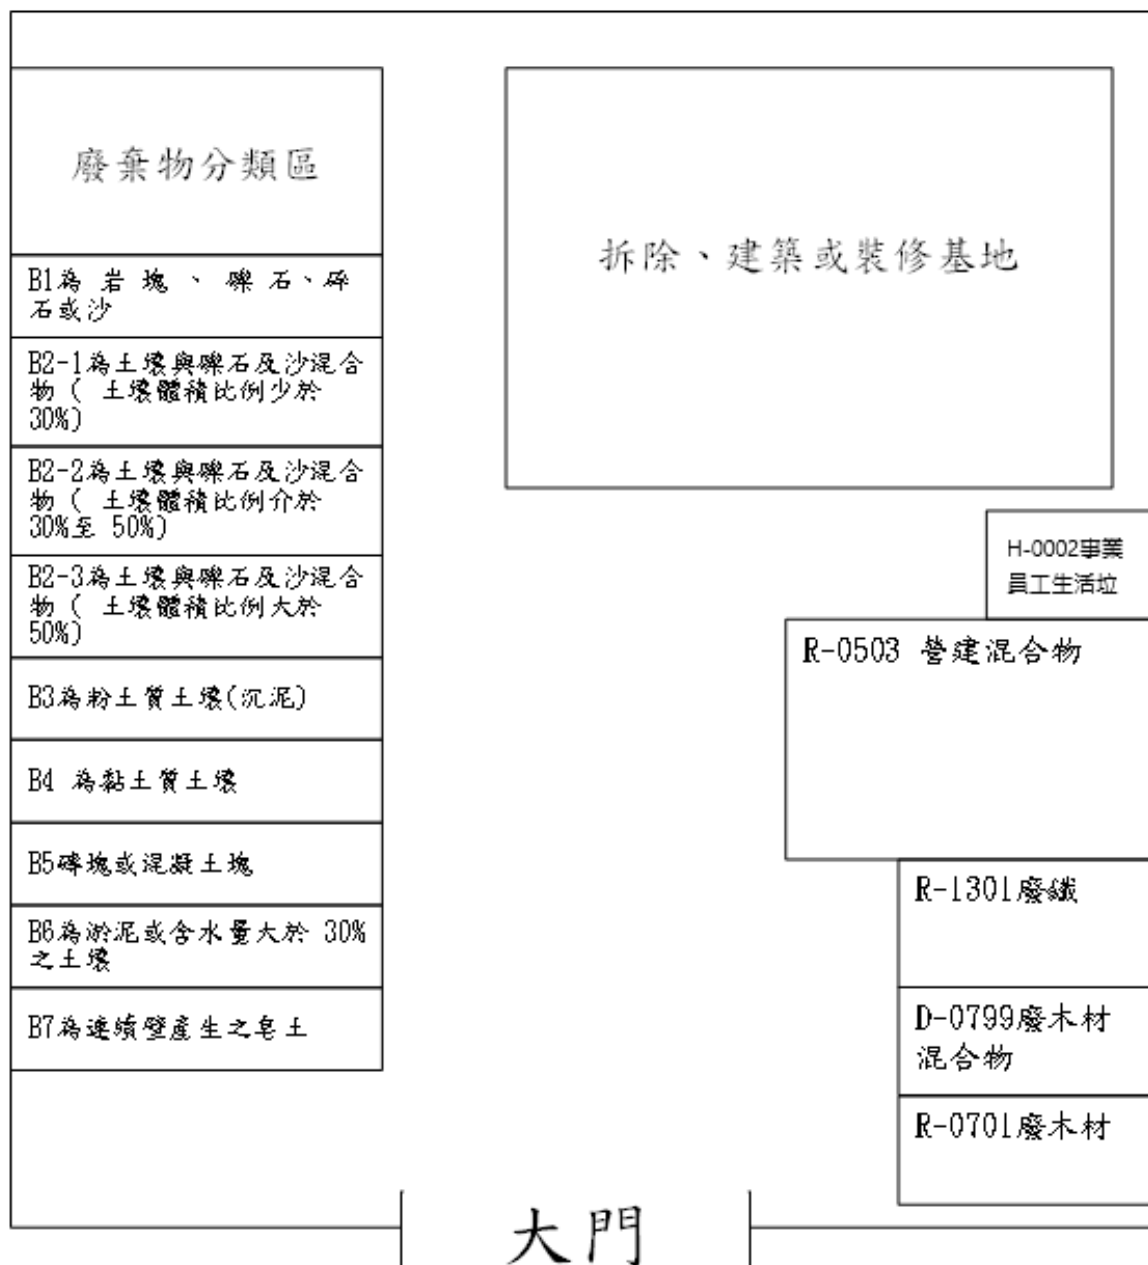 廢棄物分類區
B1為 岩 塊 、 礫 石、碎
石或沙
B2-1為土壤與礫石及沙混合
物 ( 土壤體積比例少於
30%)
B2-2為土壤與礫石及沙混合
物 ( 土壤體積比例介於
30%至 50%)
B2-3為土壤與礫石及沙混合
物 ( 土壤體積比例大於
50%)
B3為粉土質土壤(沉泥)
B4 為黏土質土壤
B5磚塊或混凝土塊
B6為淤泥或含水量大於 30%
之土壤
B7為連續壁產生之皂土
拆除、建築或裝修基地
H-0002事業
員工生活垃
R-0503 營建混合物
R-1301廢纖
D-0799廢木材
混合物
R-0701廢木材
大門